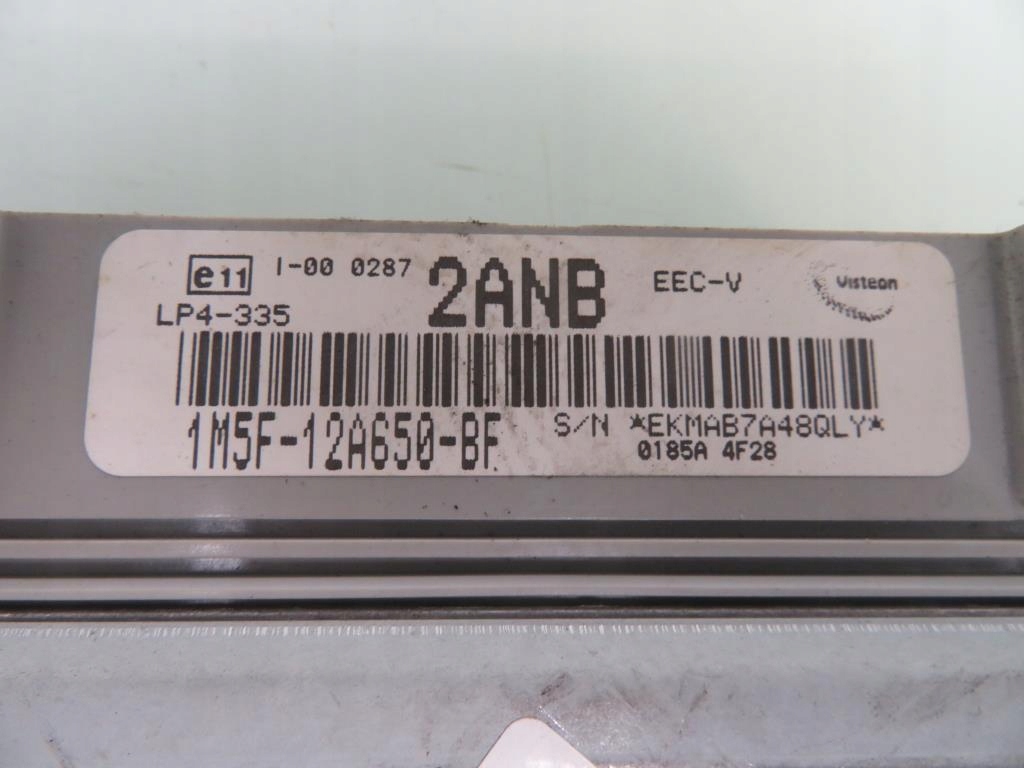 e11 I-00 0287 2ANB EEC-V Visteon
LP4-335
1M5F-12A650-BF S/N *EKMAB7A48QLY*
0185A 4F28